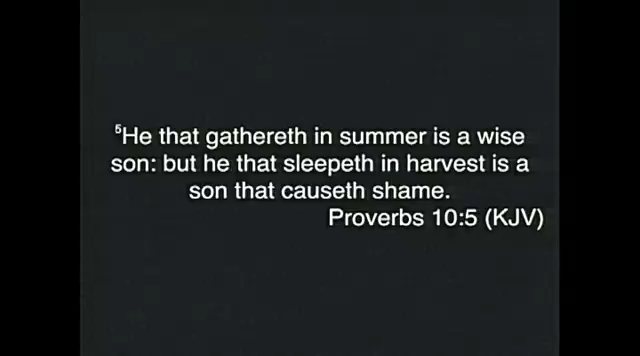 ⁵He that gathereth in summer is a wise
son: but he that sleepeth in harvest is a
son that causeth shame.
Proverbs 10:5 (KJV)